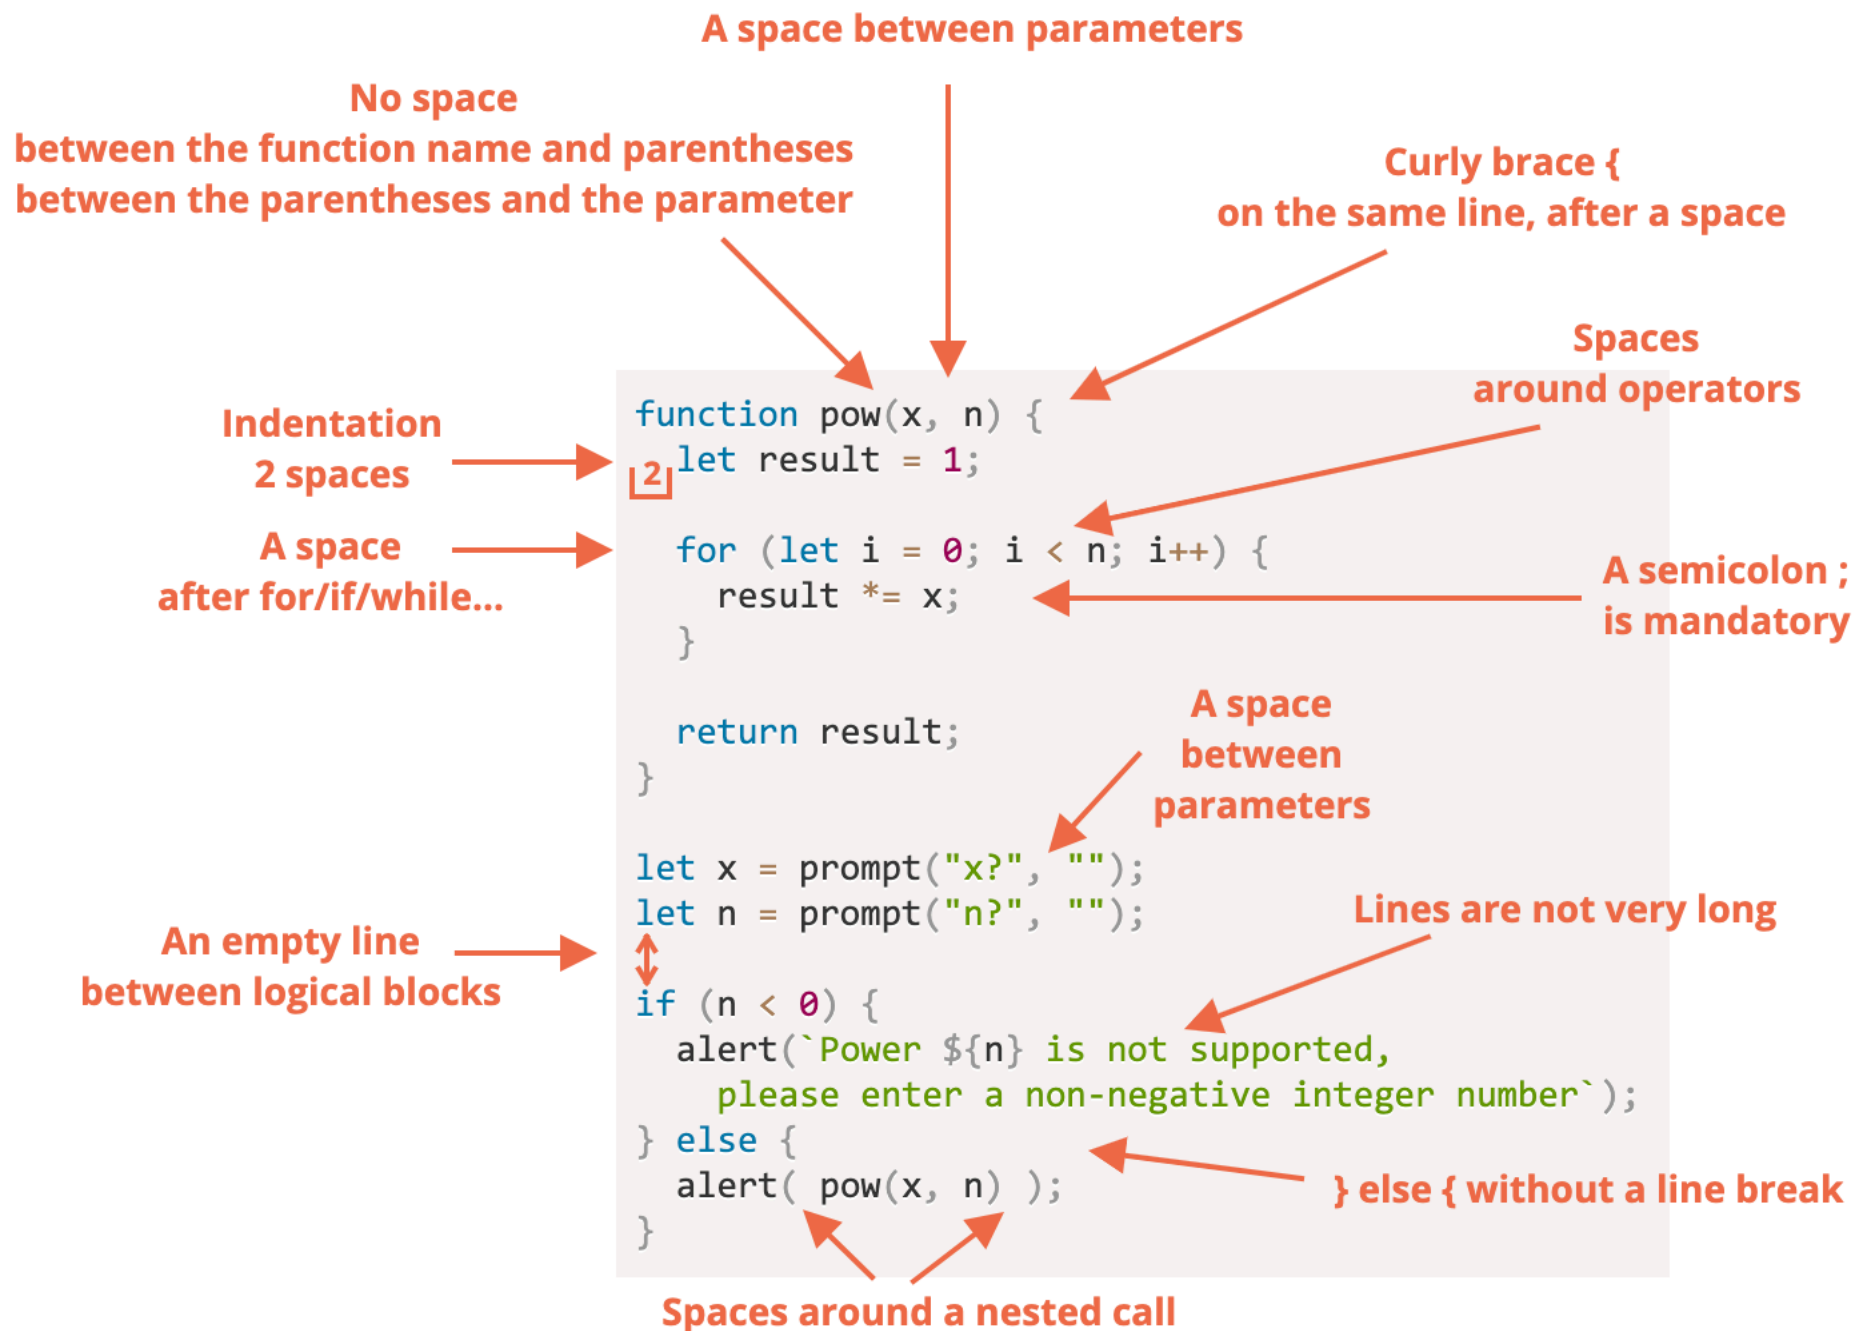 A space between parameters
No space
between the function name and parentheses
between the parentheses and the parameter
Curly brace {
on the same line, after a space
Spaces
around operators
Indentation
2 spaces
A space
after for/if/while...
A semicolon ;
is mandatory
function pow(x, n) {
2
  let result = 1;

  for (let i = 0; i < n; i++) {
    result *= x;
  }

  return result;
}
A space
between
parameters

let x = prompt("x?", "");
let n = prompt("n?", "");
An empty line
between logical blocks
Lines are not very long

if (n < 0) {
  alert(`Power ${n} is not supported,
    please enter a non-negative integer number`);
} else {
  alert( pow(x, n) );
}
} else { without a line break
Spaces around a nested call